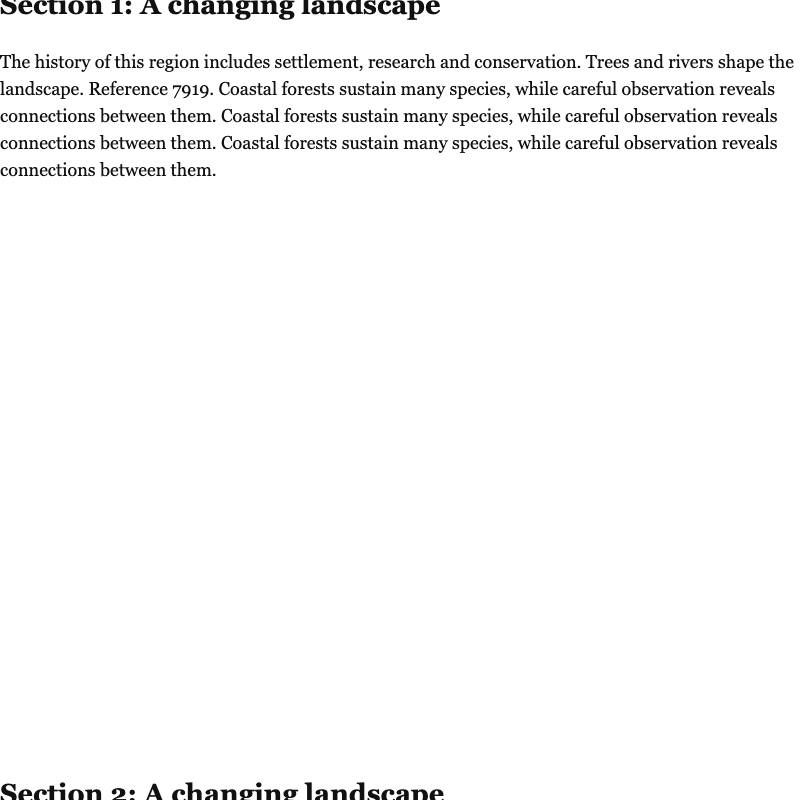 Section 1: A changing landscape
The history of this region includes settlement, research and conservation. Trees and rivers shape the
landscape. Reference 7919. Coastal forests sustain many species, while careful observation reveals
connections between them. Coastal forests sustain many species, while careful observation reveals
connections between them. Coastal forests sustain many species, while careful observation reveals
connections between them.
Section 2: A changing landscape